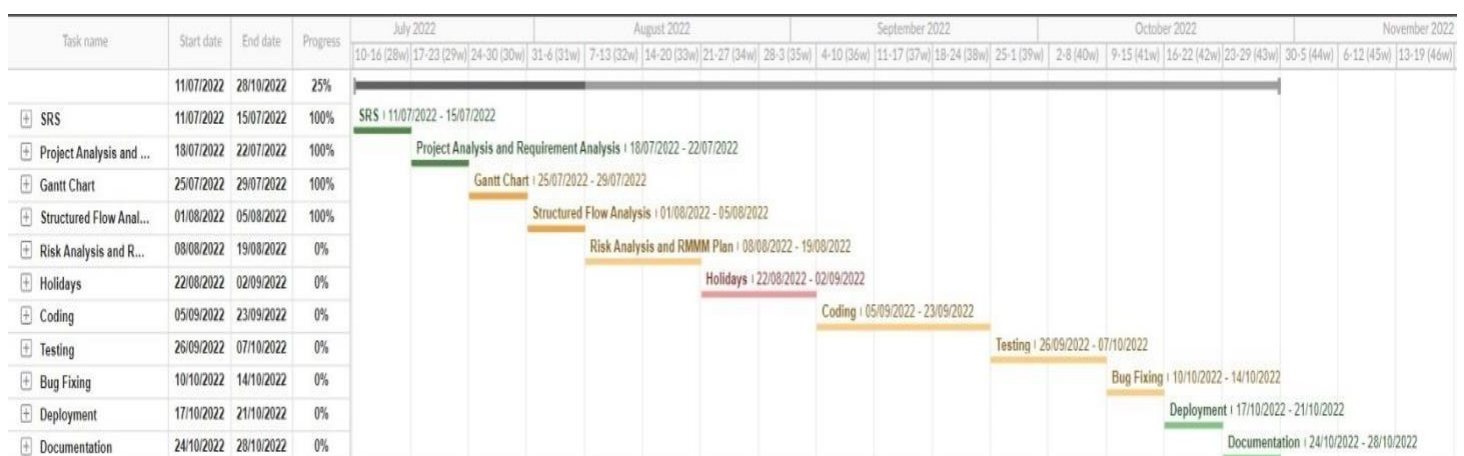 Task name Start date End date Progress July 2022 August 2022 September 2022 October 2022 November 2022
10-16 (28w) 17-23 (29w) 24-30 (30w) 31-6 (31w) 7-13 (32w) 14-20 (33w) 21-27 (34w) 28-3 (35w) 4-10 (36w) 11-17 (37w) 18-24 (38w) 25-1 (39w) 2-8 (40w) 9-15 (41w) 16-22 (42w) 23-29 (43w) 30-5 (44w) 6-12 (45w) 13-19 (46w)
11/07/2022 28/10/2022 25%
SRS 11/07/2022 15/07/2022 100% SRS 11/07/2022 - 15/07/2022
Project Analysis and ... 18/07/2022 22/07/2022 100% Project Analysis and Requirement Analysis 18/07/2022 - 22/07/2022
Gantt Chart 25/07/2022 29/07/2022 100% Gantt Chart 25/07/2022 - 29/07/2022
Structured Flow Anal... 01/08/2022 05/08/2022 100% Structured Flow Analysis 01/08/2022 - 05/08/2022
Risk Analysis and R... 08/08/2022 19/08/2022 0% Risk Analysis and RMMM Plan 08/08/2022 - 19/08/2022
Holidays 22/08/2022 02/09/2022 0% Holidays 22/08/2022 - 02/09/2022
Coding 05/09/2022 23/09/2022 0% Coding 05/09/2022 - 23/09/2022
Testing 26/09/2022 07/10/2022 0% Testing 26/09/2022 - 07/10/2022
Bug Fixing 10/10/2022 14/10/2022 0% Bug Fixing 10/10/2022 - 14/10/2022
Deployment 17/10/2022 21/10/2022 0% Deployment 17/10/2022 - 21/10/2022
Documentation 24/10/2022 28/10/2022 0% Documentation 24/10/2022 - 28/10/2022